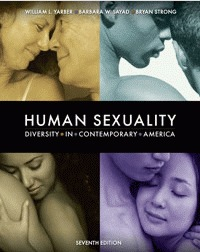 WILLIAM L. YARBER • BARBARA W. SAYAD • BRYAN STRONG
HUMAN SEXUALITY
DIVERSITY • IN • CONTEMPORARY • AMERICA
SEVENTH EDITION